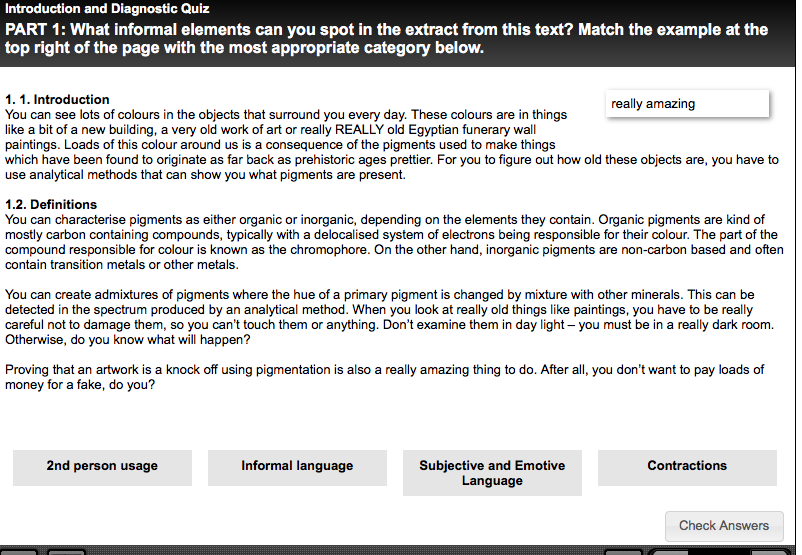 Introduction and Diagnostic Quiz
PART 1: What informal elements can you spot in the extract from this text? Match the example at the
top right of the page with the most appropriate category below.
really amazing
1. 1. Introduction
You can see lots of colours in the objects that surround you every day. These colours are in things
like a bit of a new building, a very old work of art or really REALLY old Egyptian funerary wall
paintings. Loads of this colour around us is a consequence of the pigments used to make things
which have been found to originate as far back as prehistoric ages prettier. For you to figure out how old these objects are, you have to
use analytical methods that can show you what pigments are present.
1.2. Definitions
You can characterise pigments as either organic or inorganic, depending on the elements they contain. Organic pigments are kind of
mostly carbon containing compounds, typically with a delocalised system of electrons being responsible for their colour. The part of the
compound responsible for colour is known as the chromophore. On the other hand, inorganic pigments are non-carbon based and often
contain transition metals or other metals.
You can create admixtures of pigments where the hue of a primary pigment is changed by mixture with other minerals. This can be
detected in the spectrum produced by an analytical method. When you look at really old things like paintings, you have to be really
careful not to damage them, so you can't touch them or anything. Don't examine them in day light – you must be in a really dark room.
Otherwise, do you know what will happen?
Proving that an artwork is a knock off using pigmentation is also a really amazing thing to do. After all, you don't want to pay loads of
money for a fake, do you?
2nd person usage
Informal language
Subjective and Emotive
Language
Contractions
Check Answers